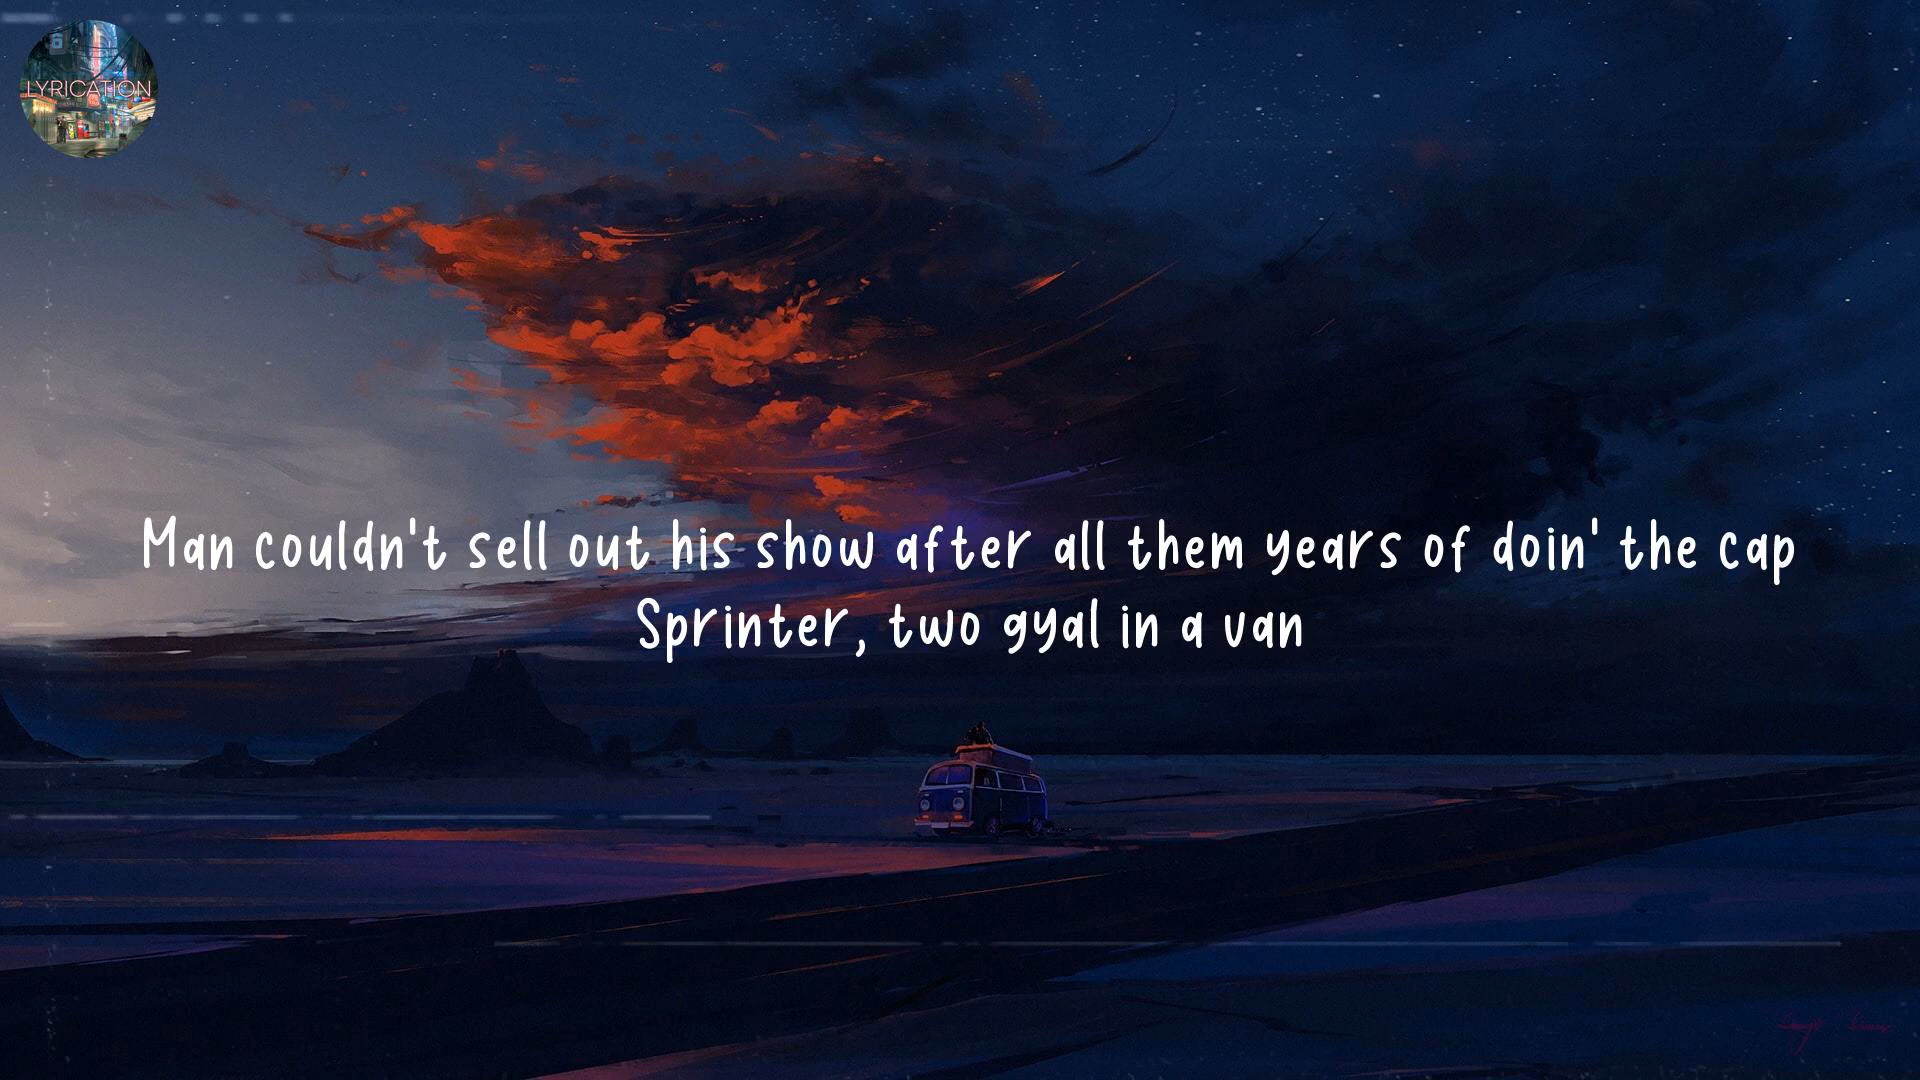 LYRICATION
Man couldn't sell out his show after all them years of doin' the cap
Sprinter, two gyal in a van